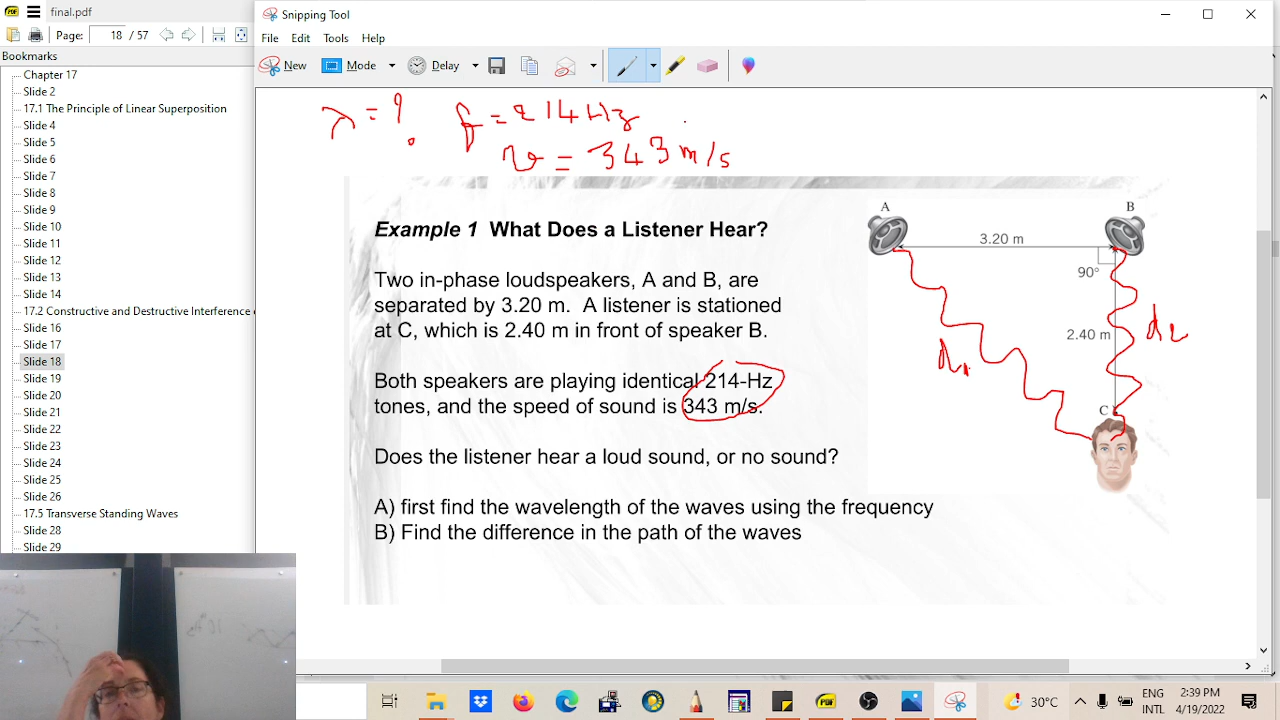 final.pdf
Snipping Tool
File Edit Tools Help
Page: 18 / 57
New Mode Delay
Bookmarks
Chapter 17
Slide 2
17.1 The Principle of Linear Superposition
Slide 4
Slide 5
Slide 6
Slide 7
Slide 8
Slide 9
Slide 10
Slide 11
Slide 12
Slide 13
Slide 14
17.2 Constructive and Destructive Interference
Slide 16
Slide 17
Slide 18
Slide 19
Slide 20
Slide 21
Slide 22
Slide 23
Slide 24
Slide 25
Slide 26
17.5 Transverse Standing Waves
Slide 28
Slide 29
λ = ? f = 214Hz
v = 343 m/s
Example 1 What Does a Listener Hear?
Two in-phase loudspeakers, A and B, are
separated by 3.20 m. A listener is stationed
at C, which is 2.40 m in front of speaker B.
Both speakers are playing identical 214-Hz
tones, and the speed of sound is 343 m/s.
Does the listener hear a loud sound, or no sound?
A) first find the wavelength of the waves using the frequency
B) Find the difference in the path of the waves
A B
3.20 m
90°
2.40 m
d1 d2
C
30°C
ENG
INTL
2:39 PM
4/19/2022